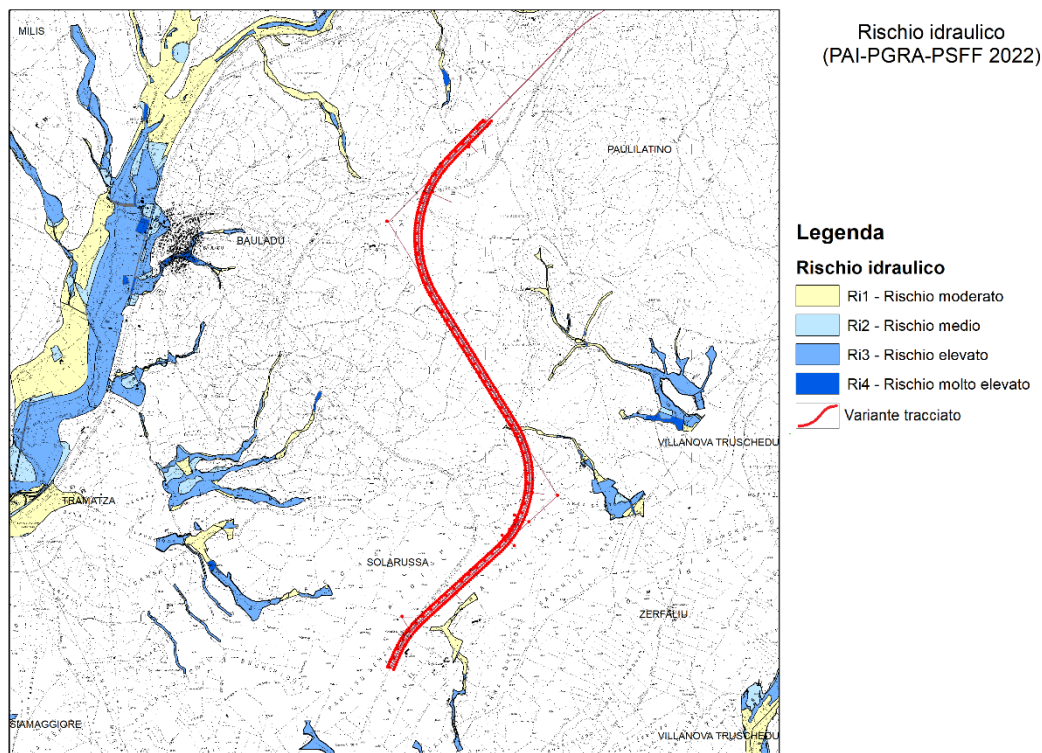 Rischio idraulico
(PAI-PGRA-PSFF 2022)
MILIS
PAULILATINO
BAULADU
VILLANOVA TRUSCHEDU
TRAMATZA
SOLARUSSA
ZERFALIU
SIAMAGGIORE
VILLANOVA TRUSCHEDU
Legenda
Rischio idraulico
Ri1 - Rischio moderato
Ri2 - Rischio medio
Ri3 - Rischio elevato
Ri4 - Rischio molto elevato
Variante tracciato